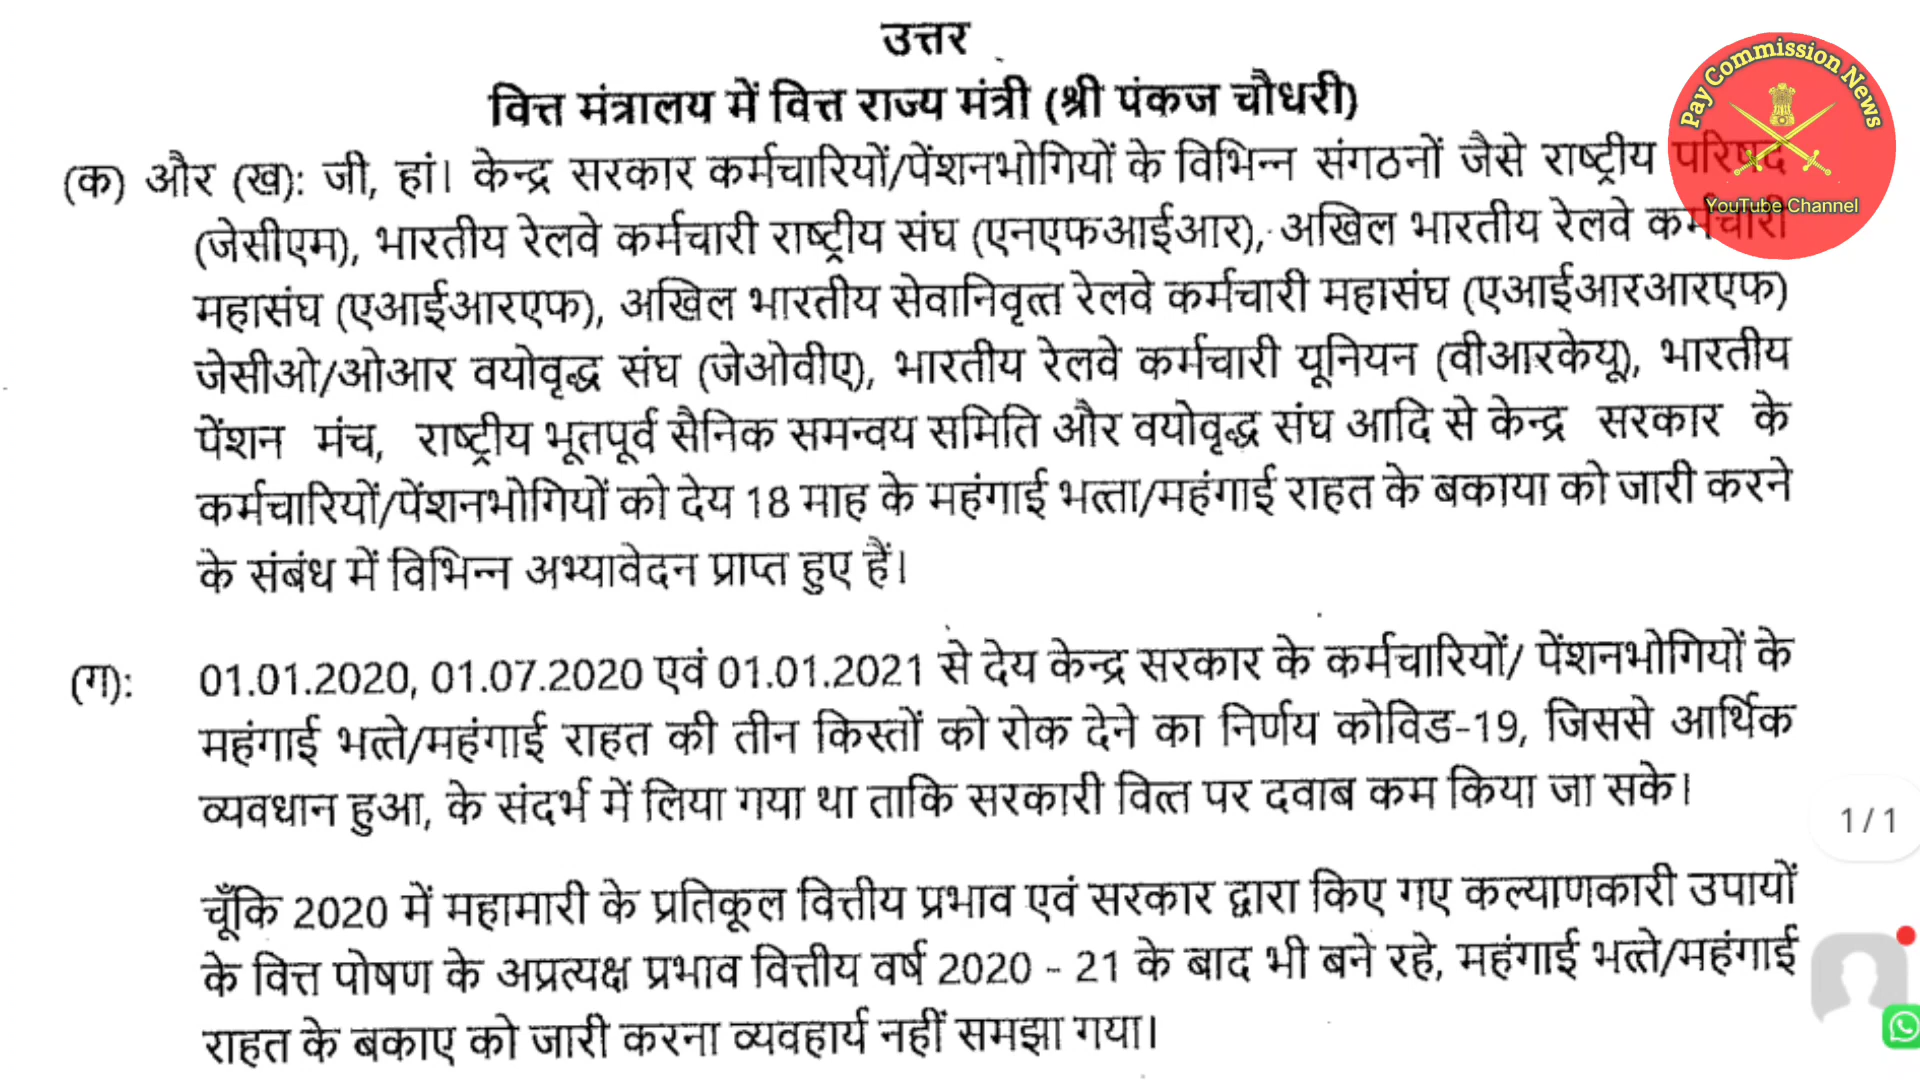 उत्तर
वित्त मंत्रालय में वित्त राज्य मंत्री (श्री पंकज चौधरी)
(क) और (ख): जी, हां। केन्द्र सरकार कर्मचारियों/पेंशनभोगियों के विभिन्न संगठनों जैसे राष्ट्रीय परिषद
(जेसीएम), भारतीय रेलवे कर्मचारी राष्ट्रीय संघ (एनएफआईआर), अखिल भारतीय रेलवे कर्मचारी
महासंघ (एआईआरएफ), अखिल भारतीय सेवानिवृत्त रेलवे कर्मचारी महासंघ (एआईआरआरएफ)
जेसीओ/ओआर वयोवृद्ध संघ (जेओवीए), भारतीय रेलवे कर्मचारी यूनियन (वीआरकेयू), भारतीय
पेंशन मंच, राष्ट्रीय भूतपूर्व सैनिक समन्वय समिति और वयोवृद्ध संघ आदि से केन्द्र सरकार के
कर्मचारियों/पेंशनभोगियों को देय 18 माह के महंगाई भत्ता/महंगाई राहत के बकाया को जारी करने
के संबंध में विभिन्न अभ्यावेदन प्राप्त हुए हैं।
(ग): 01.01.2020, 01.07.2020 एवं 01.01.2021 से देय केन्द्र सरकार के कर्मचारियों/ पेंशनभोगियों के
महंगाई भत्ते/महंगाई राहत की तीन किस्तों को रोक देने का निर्णय कोविड-19, जिससे आर्थिक
व्यवधान हुआ, के संदर्भ में लिया गया था ताकि सरकारी वित्त पर दवाब कम किया जा सके।
चूँकि 2020 में महामारी के प्रतिकूल वित्तीय प्रभाव एवं सरकार द्वारा किए गए कल्याणकारी उपायों
के वित्त पोषण के अप्रत्यक्ष प्रभाव वित्तीय वर्ष 2020 - 21 के बाद भी बने रहे, महंगाई भत्ते/महंगाई
राहत के बकाए को जारी करना व्यवहार्य नहीं समझा गया।
Pay Commission News
YouTube Channel
1 / 1